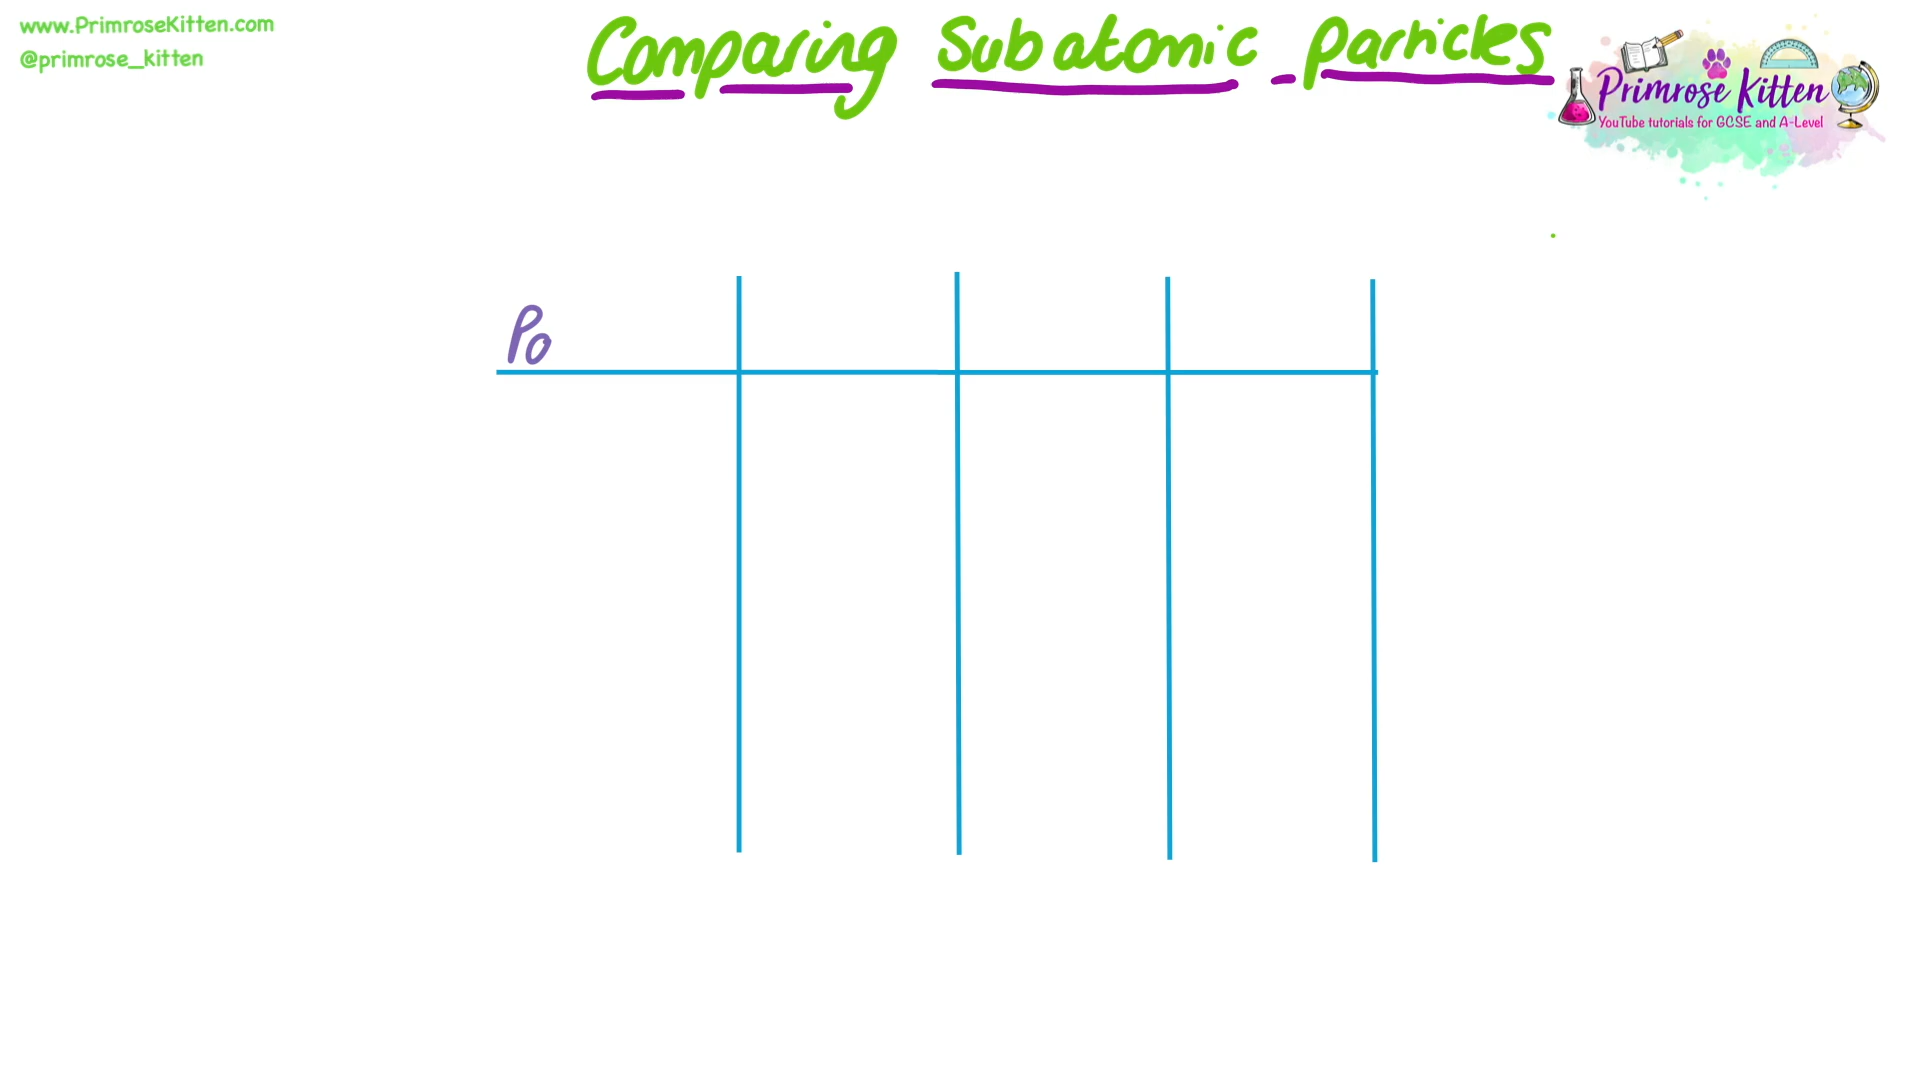 www.PrimroseKitten.com
@primrose_kitten
Comparing Subatomic particles
Primrose Kitten
YouTube tutorials for GCSE and A-Level
Po